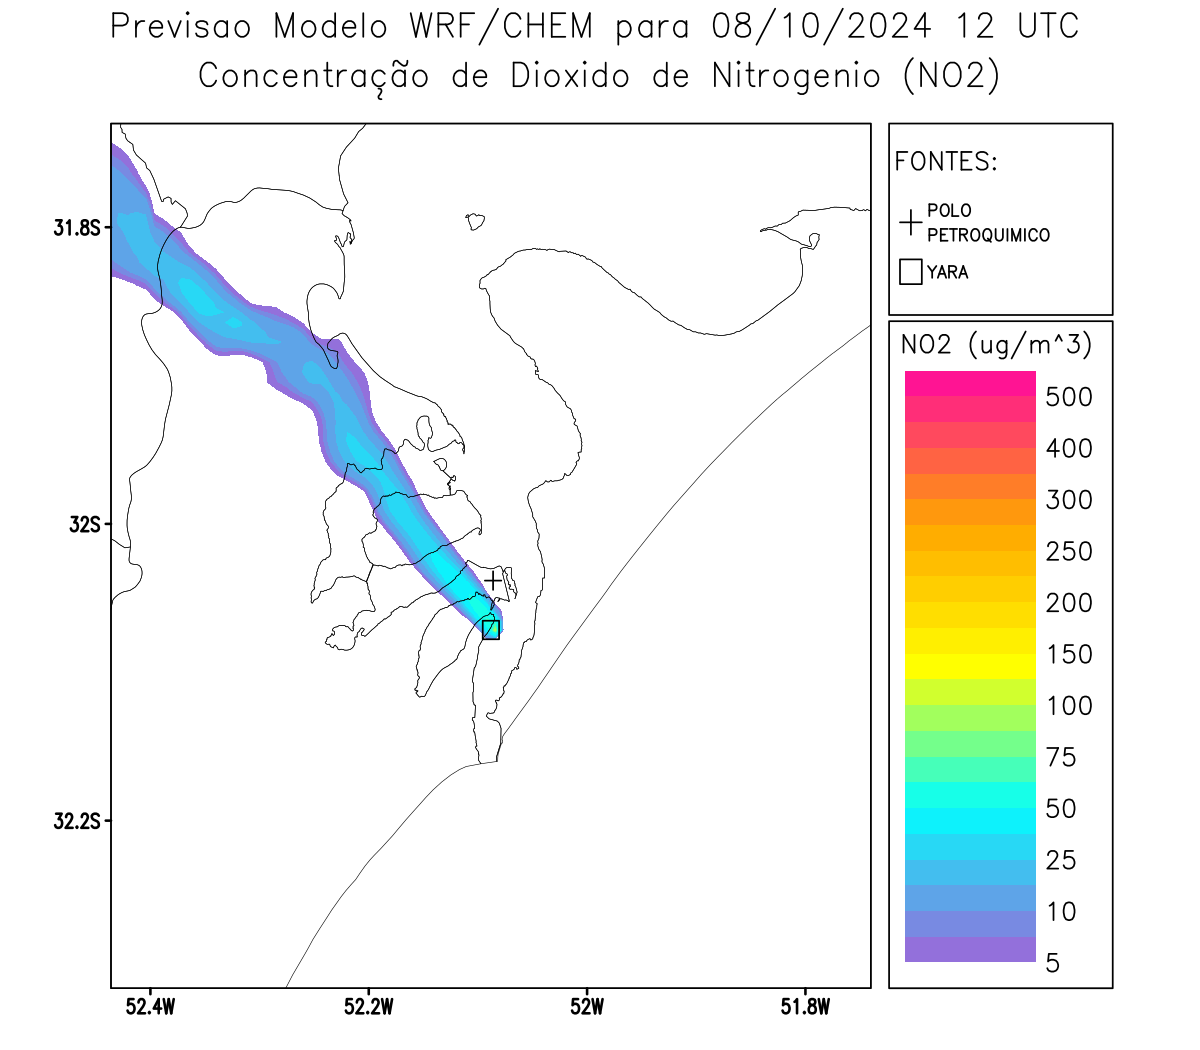 Previsao Modelo WRF/CHEM para 08/10/2024 12 UTC
Concentração de Dioxido de Nitrogenio (NO2)
FONTES:
POLO
PETROQUIMICO
YARA
NO2 (ug/m^3)
500
400
300
250
200
150
100
75
50
25
10
5
31.8S
32S
32.2S
52.4W
52.2W
52W
51.8W